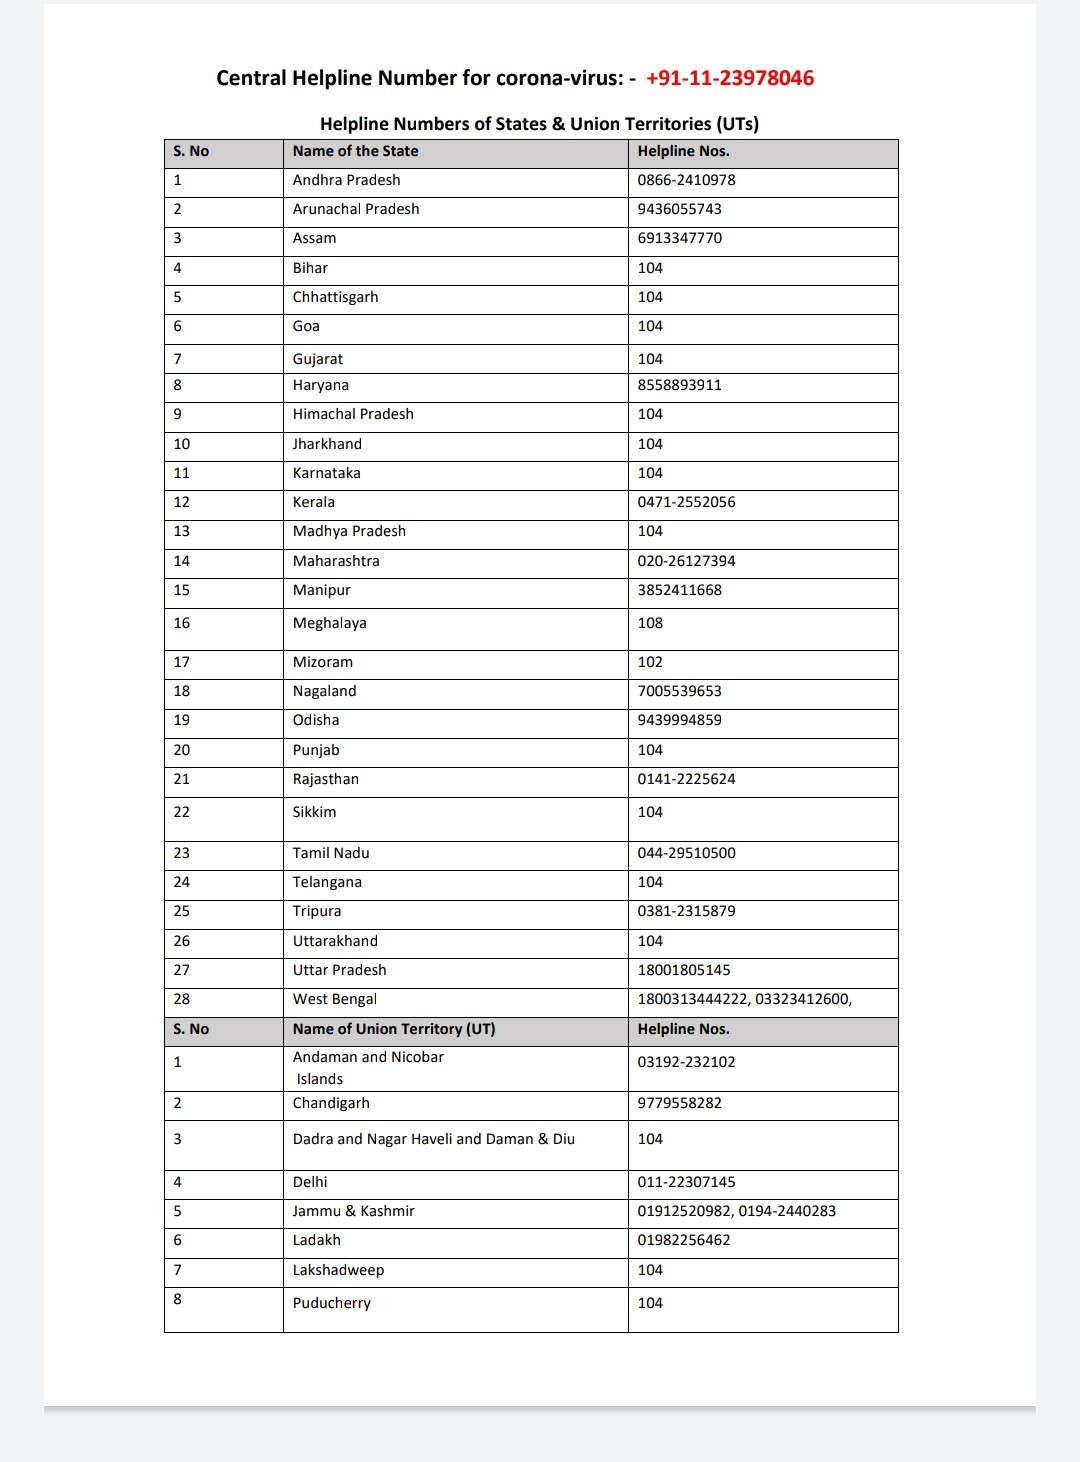 Central Helpline Number for corona-virus: - +91-11-23978046
Helpline Numbers of States & Union Territories (UTs)
S. No Name of the State Helpline Nos.
1 Andhra Pradesh 0866-2410978
2 Arunachal Pradesh 9436055743
3 Assam 6913347770
4 Bihar 104
5 Chhattisgarh 104
6 Goa 104
7 Gujarat 104
8 Haryana 8558893911
9 Himachal Pradesh 104
10 Jharkhand 104
11 Karnataka 104
12 Kerala 0471-2552056
13 Madhya Pradesh 104
14 Maharashtra 020-26127394
15 Manipur 3852411668
16 Meghalaya 108
17 Mizoram 102
18 Nagaland 7005539653
19 Odisha 9439994859
20 Punjab 104
21 Rajasthan 0141-2225624
22 Sikkim 104
23 Tamil Nadu 044-29510500
24 Telangana 104
25 Tripura 0381-2315879
26 Uttarakhand 104
27 Uttar Pradesh 18001805145
28 West Bengal 1800313444222, 03323412600,
S. No Name of Union Territory (UT) Helpline Nos.
1 Andaman and Nicobar 03192-232102
Islands
2 Chandigarh 9779558282
3 Dadra and Nagar Haveli and Daman & Diu 104
4 Delhi 011-22307145
5 Jammu & Kashmir 01912520982, 0194-2440283
6 Ladakh 01982256462
7 Lakshadweep 104
8 Puducherry 104